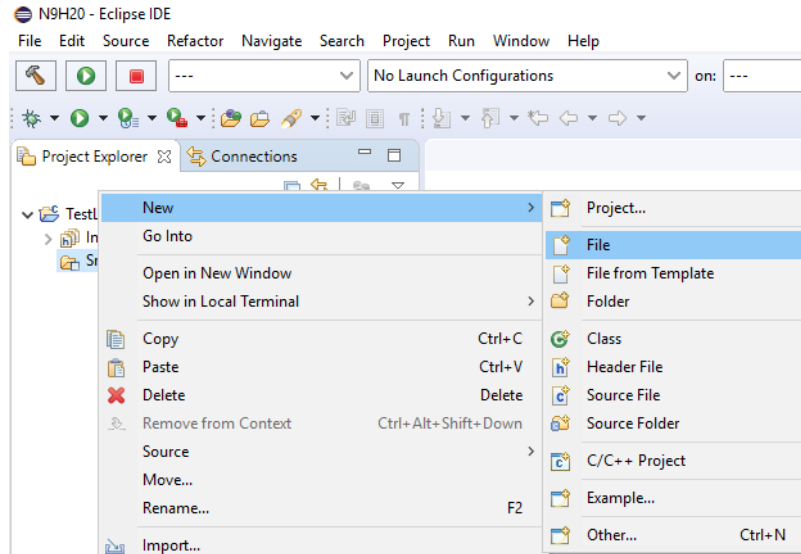 N9H20 - Eclipse IDE
File Edit Source Refactor Navigate Search Project Run Window Help
--- No Launch Configurations on: ---
Project Explorer Connections
New
Go Into
Open in New Window
Show in Local Terminal
Copy Ctrl+C
Paste Ctrl+V
Delete Delete
Remove from Context Ctrl+Alt+Shift+Down
Source
Move...
Rename... F2
Import...
Project...
File
File from Template
Folder
Class
Header File
Source File
Source Folder
C/C++ Project
Example...
Other... Ctrl+N